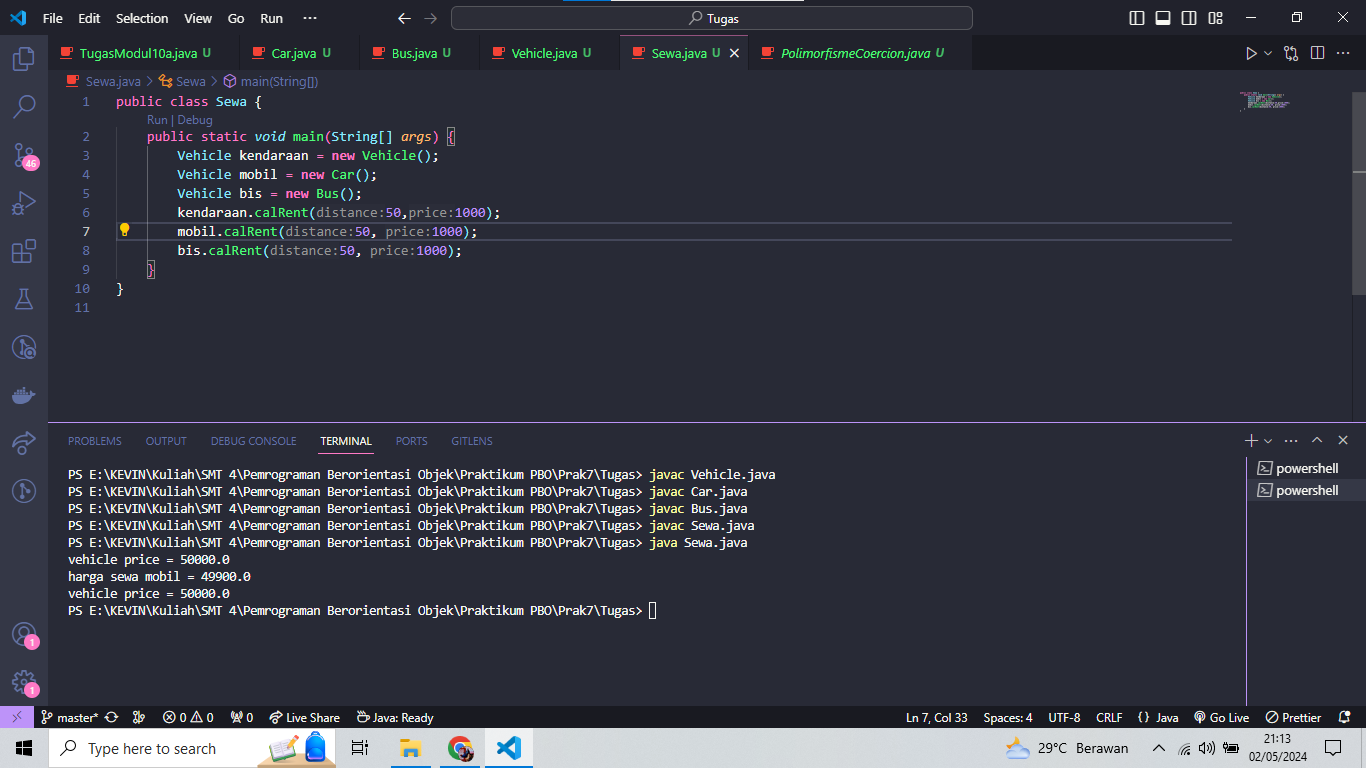 File Edit Selection View Go Run ··· Tugas
TugasModul10a.java U Car.java U Bus.java U Vehicle.java U Sewa.java U PolimorfismeCoercion.java U
Sewa.java > Sewa > main(String[])
1 public class Sewa {
Run | Debug
2 public static void main(String[] args) {
3 Vehicle kendaraan = new Vehicle();
4 Vehicle mobil = new Car();
5 Vehicle bis = new Bus();
6 kendaraan.calRent(distance:50,price:1000);
7 mobil.calRent(distance:50, price:1000);
8 bis.calRent(distance:50, price:1000);
9 }
10 }
11
46
PROBLEMS OUTPUT DEBUG CONSOLE TERMINAL PORTS GITLENS
PS E:\KEVIN\Kuliah\SMT 4\Pemrograman Berorientasi Objek\Praktikum PBO\Prak7\Tugas> javac Vehicle.java
PS E:\KEVIN\Kuliah\SMT 4\Pemrograman Berorientasi Objek\Praktikum PBO\Prak7\Tugas> javac Car.java
PS E:\KEVIN\Kuliah\SMT 4\Pemrograman Berorientasi Objek\Praktikum PBO\Prak7\Tugas> javac Bus.java
PS E:\KEVIN\Kuliah\SMT 4\Pemrograman Berorientasi Objek\Praktikum PBO\Prak7\Tugas> javac Sewa.java
PS E:\KEVIN\Kuliah\SMT 4\Pemrograman Berorientasi Objek\Praktikum PBO\Prak7\Tugas> java Sewa.java
vehicle price = 50000.0
harga sewa mobil = 49900.0
vehicle price = 50000.0
PS E:\KEVIN\Kuliah\SMT 4\Pemrograman Berorientasi Objek\Praktikum PBO\Prak7\Tugas>
powershell
powershell
1
1
master* 0 0 0 Live Share Java: Ready Ln 7, Col 33 Spaces: 4 UTF-8 CRLF {} Java Go Live Prettier
Type here to search 29°C Berawan 21:13
02/05/2024